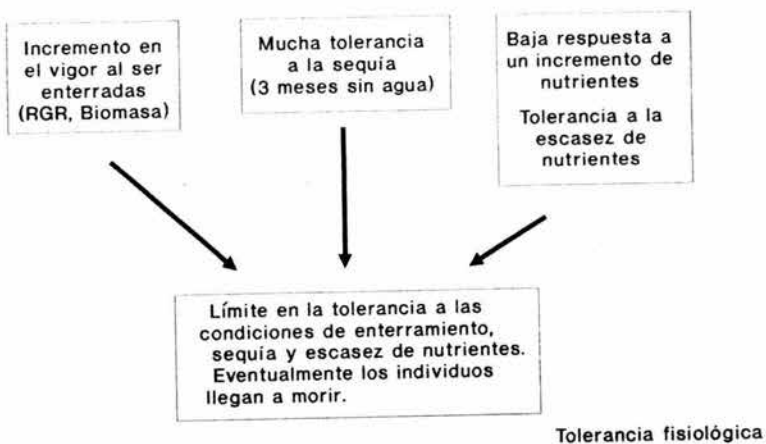 Incremento en
el vigor al ser
enterradas
(RGR, Biomasa)
Mucha tolerancia
a la sequía
(3 meses sin agua)
Baja respuesta a
un incremento de
nutrientes
Tolerancia a la
escasez de
nutrientes
Límite en la tolerancia a las
condiciones de enterramiento,
sequía y escasez de nutrientes.
Eventualmente los individuos
llegan a morir.
Tolerancia fisiológica